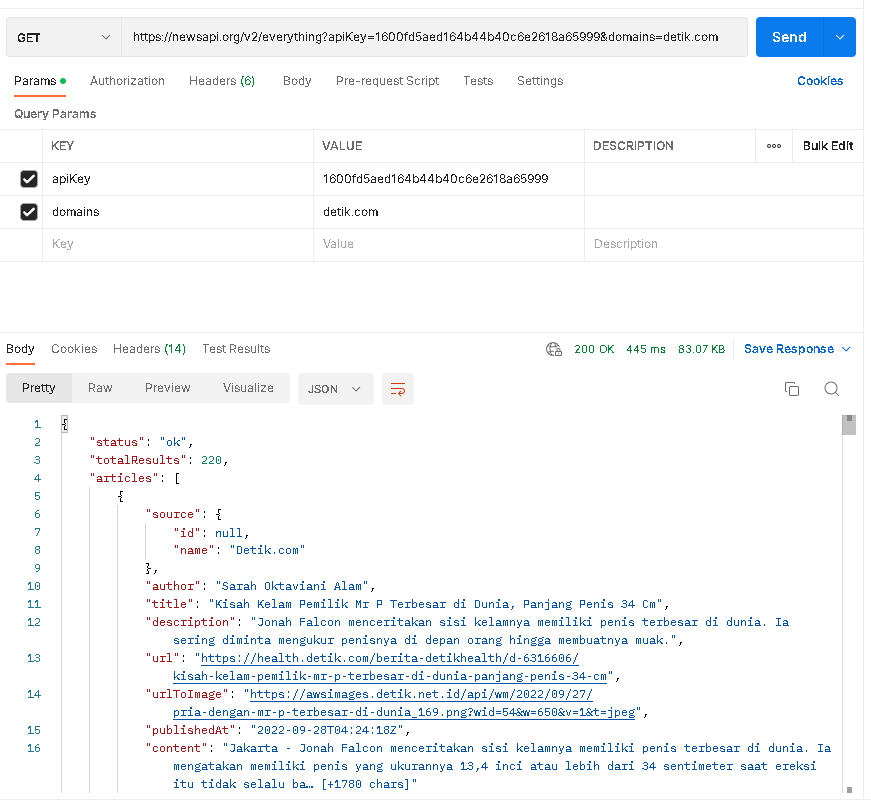 GET https://newsapi.org/v2/everything?apiKey=1600fd5aed164b44b40c6e2618a65999&domains=detik.com Send
Params Authorization Headers (6) Body Pre-request Script Tests Settings Cookies
Query Params
KEY VALUE DESCRIPTION ooo Bulk Edit
apiKey 1600fd5aed164b44b40c6e2618a65999
domains detik.com
Key Value Description
Body Cookies Headers (14) Test Results 200 OK 445 ms 83.07 KB Save Response
Pretty Raw Preview Visualize JSON
1 {
2 "status": "ok",
3 "totalResults": 220,
4 "articles": [
5 {
6 "source": {
7 "id": null,
8 "name": "Detik.com"
9 },
10 "author": "Sarah Oktaviani Alam",
11 "title": "Kisah Kelam Pemilik Mr P Terbesar di Dunia, Panjang Penis 34 Cm",
12 "description": "Jonah Falcon menceritakan sisi kelamnya memiliki penis terbesar di dunia. Ia
sering diminta mengukur penisnya di depan orang hingga membuatnya muak.",
13 "url": "https://health.detik.com/berita-detikhealth/d-6316606/
kisah-kelam-pemilik-mr-p-terbesar-di-dunia-panjang-penis-34-cm",
14 "urlToImage": "https://awsimages.detik.net.id/api/wm/2022/09/27/
pria-dengan-mr-p-terbesar-di-dunia_169.png?wid=54&w=650&v=1&t=jpeg",
15 "publishedAt": "2022-09-28T04:24:18Z",
16 "content": "Jakarta - Jonah Falcon menceritakan sisi kelamnya memiliki penis terbesar di dunia. Ia
mengatakan memiliki penis yang ukurannya 13,4 inci atau lebih dari 34 sentimeter saat ereksi
itu tidak selalu ba… [+1780 chars]"